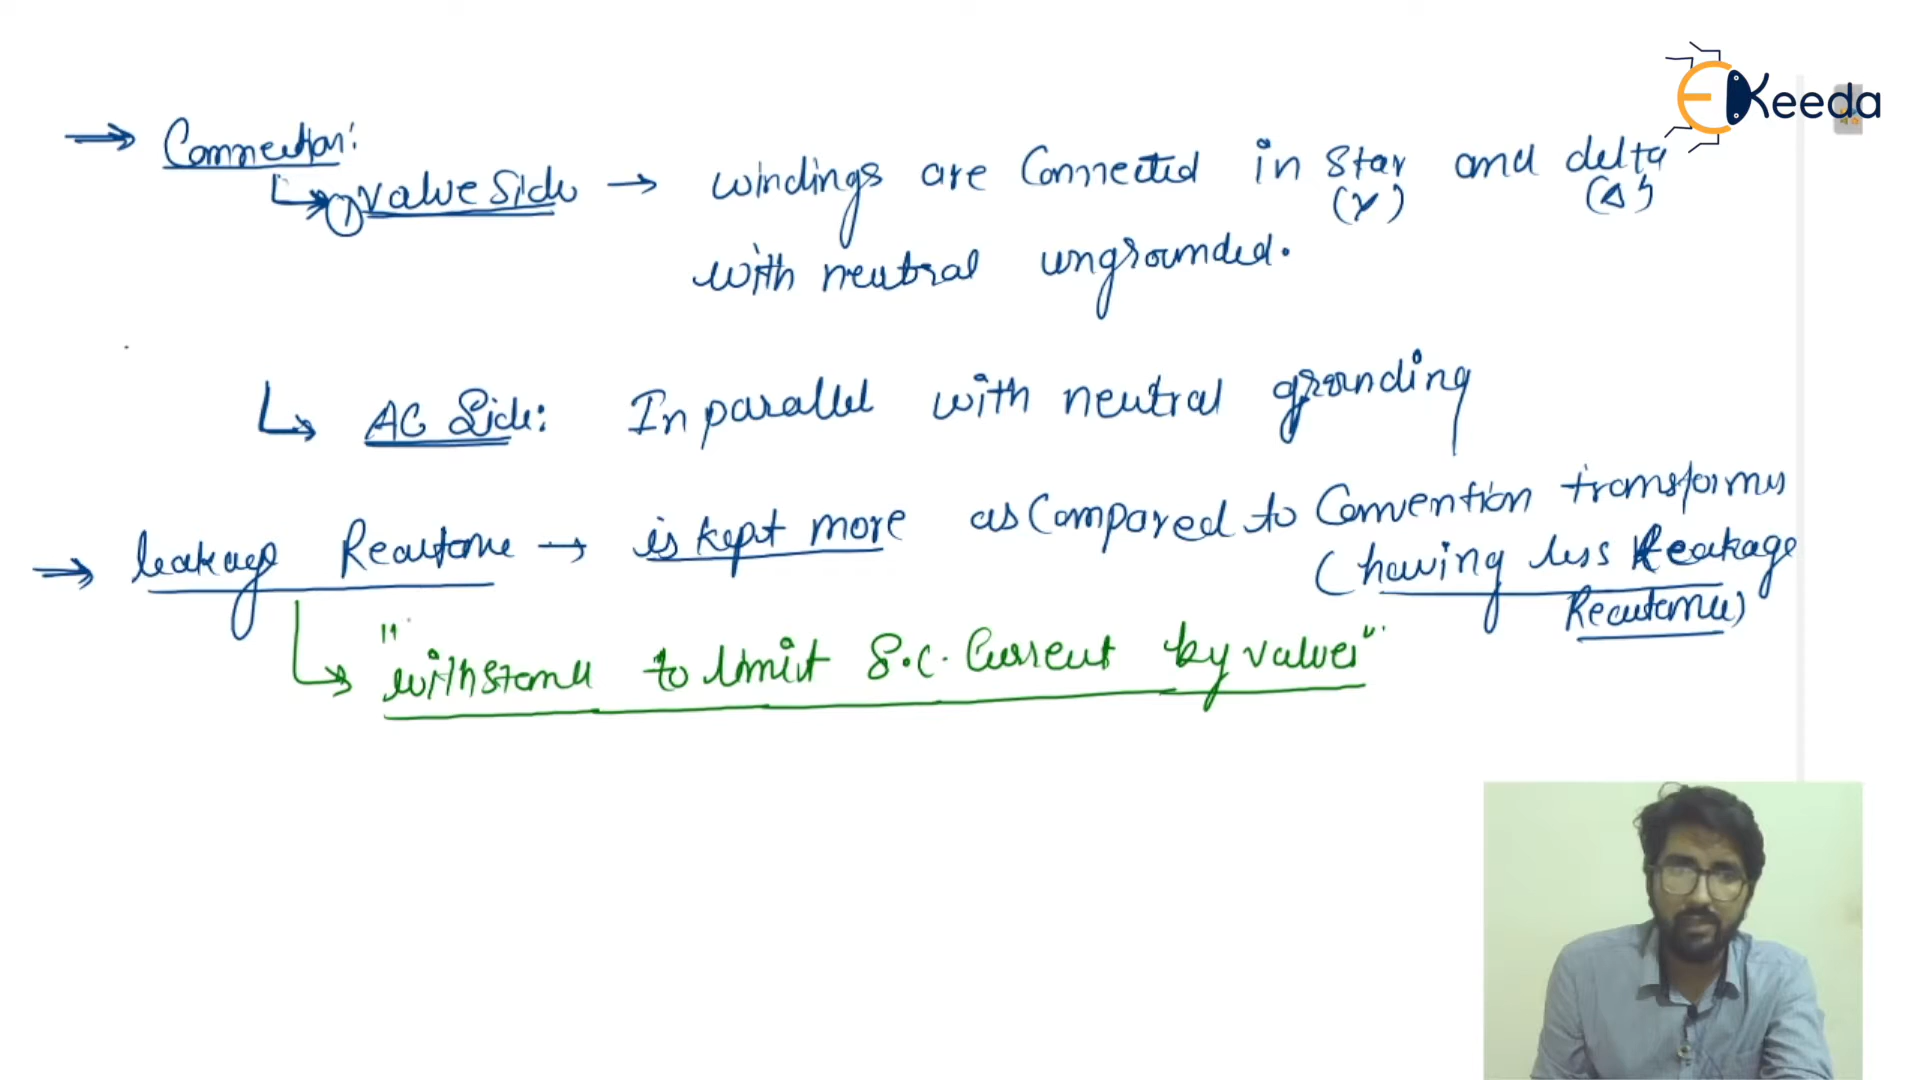 EKeeda
⇒ Connection:
↳ ① Valve Side → windings are Connected in Star and delta
(Y) (Δ)
with neutral ungrounded.
↳ AC Side: In parallel with neutral grounding
⇒ leakage Reactance → is kept more as Compared to Convention transformers
(having less leakage
Reactance)
↳ "withstand to limit S.C. Current by valves"